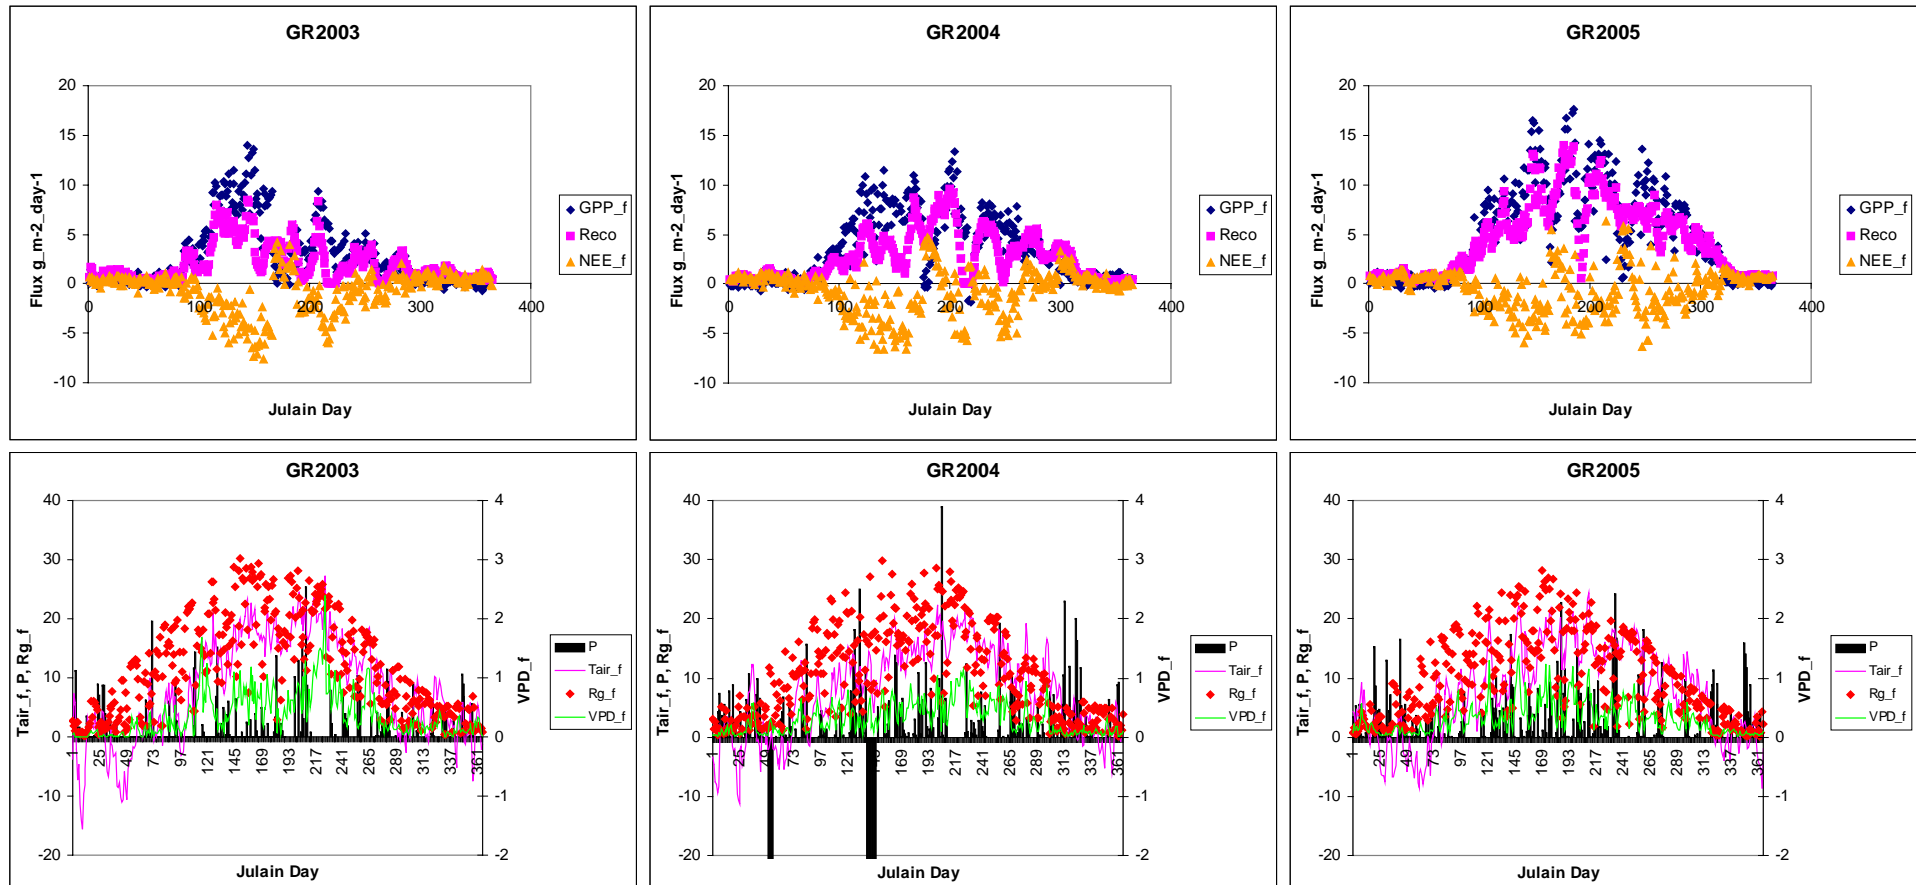 GR2003
20
15
10
5
0
-5
-10
0
100
200
300
400
Flux g_m-2_day-1
Julain Day
GPP_f
Reco
NEE_f
GR2004
20
15
10
5
0
-5
-10
0
100
200
300
400
Flux g_m-2_day-1
Julain Day
GPP_f
Reco
NEE_f
GR2005
20
15
10
5
0
-5
-10
0
100
200
300
400
Flux g_m-2_day-1
Julain Day
GPP_f
Reco
NEE_f
GR2003
40
30
20
10
0
-10
-20
4
3
2
1
0
-1
-2
1
25
49
73
97
121
145
169
193
217
241
265
289
313
337
361
Tair_f, P, Rg_f
VPD_f
Julain Day
P
Tair_f
Rg_f
VPD_f
GR2004
40
30
20
10
0
-10
-20
4
3
2
1
0
-1
-2
1
25
49
73
97
121
169
193
217
241
265
289
313
337
361
Tair_f, P, Rg_f
VPD_f
Julain Day
P
Tair_f
Rg_f
VPD_f
GR2005
40
30
20
10
0
-10
-20
4
3
2
1
0
-1
-2
1
25
49
73
97
121
145
169
193
217
241
265
289
313
337
361
Tair_f, P, Rg_f
VPD_f
Julain Day
P
Tair_f
Rg_f
VPD_f